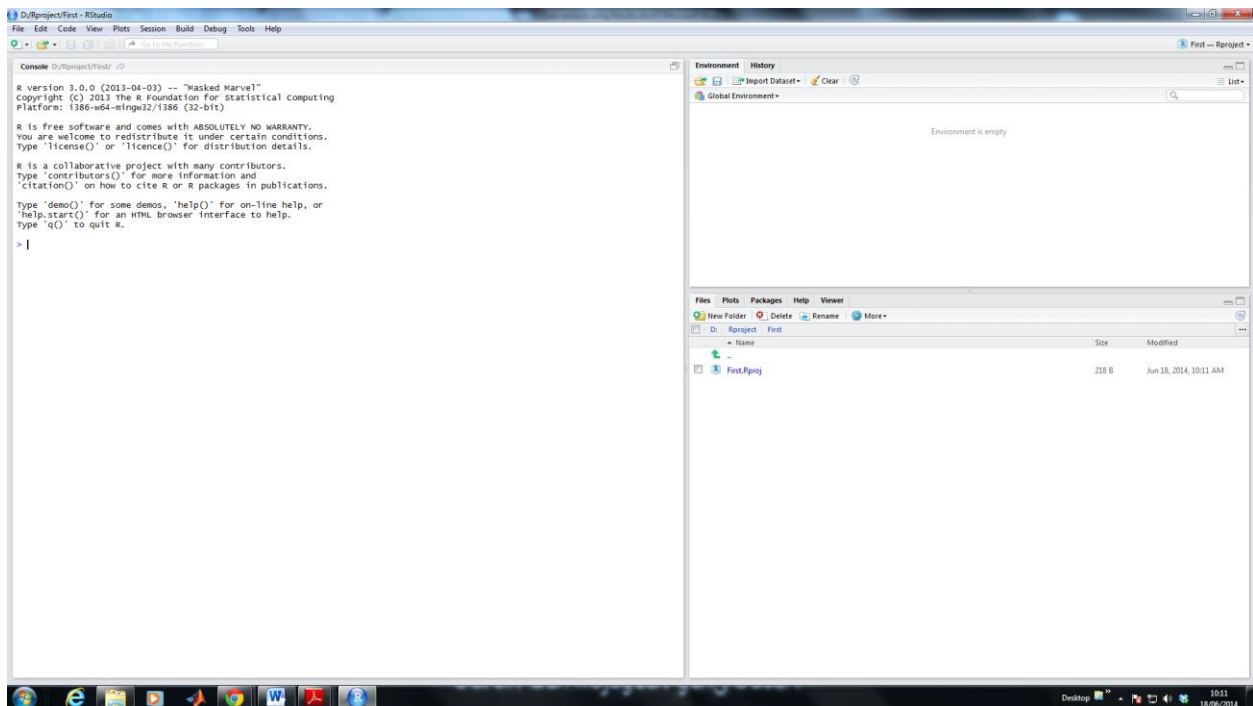 D:/Rproject/First - RStudio
File Edit Code View Plots Session Build Debug Tools Help
Go to file/function
First — Rproject
Console D:/Rproject/First/
R version 3.0.0 (2013-04-03) -- "Masked Marvel"
Copyright (C) 2013 The R Foundation for Statistical Computing
Platform: i386-w64-mingw32/i386 (32-bit)
R is free software and comes with ABSOLUTELY NO WARRANTY.
You are welcome to redistribute it under certain conditions.
Type 'license()' or 'licence()' for distribution details.
R is a collaborative project with many contributors.
Type 'contributors()' for more information and
'citation()' on how to cite R or R packages in publications.
Type 'demo()' for some demos, 'help()' for on-line help, or
'help.start()' for an HTML browser interface to help.
Type 'q()' to quit R.
>
Environment History
Import Dataset Clear List
Global Environment
Environment is empty
Files Plots Packages Help Viewer
New Folder Delete Rename More
D: Rproject First
Name Size Modified
..
First.Rproj 218 B Jun 18, 2014, 10:11 AM
Desktop » 10:11
18/06/2014